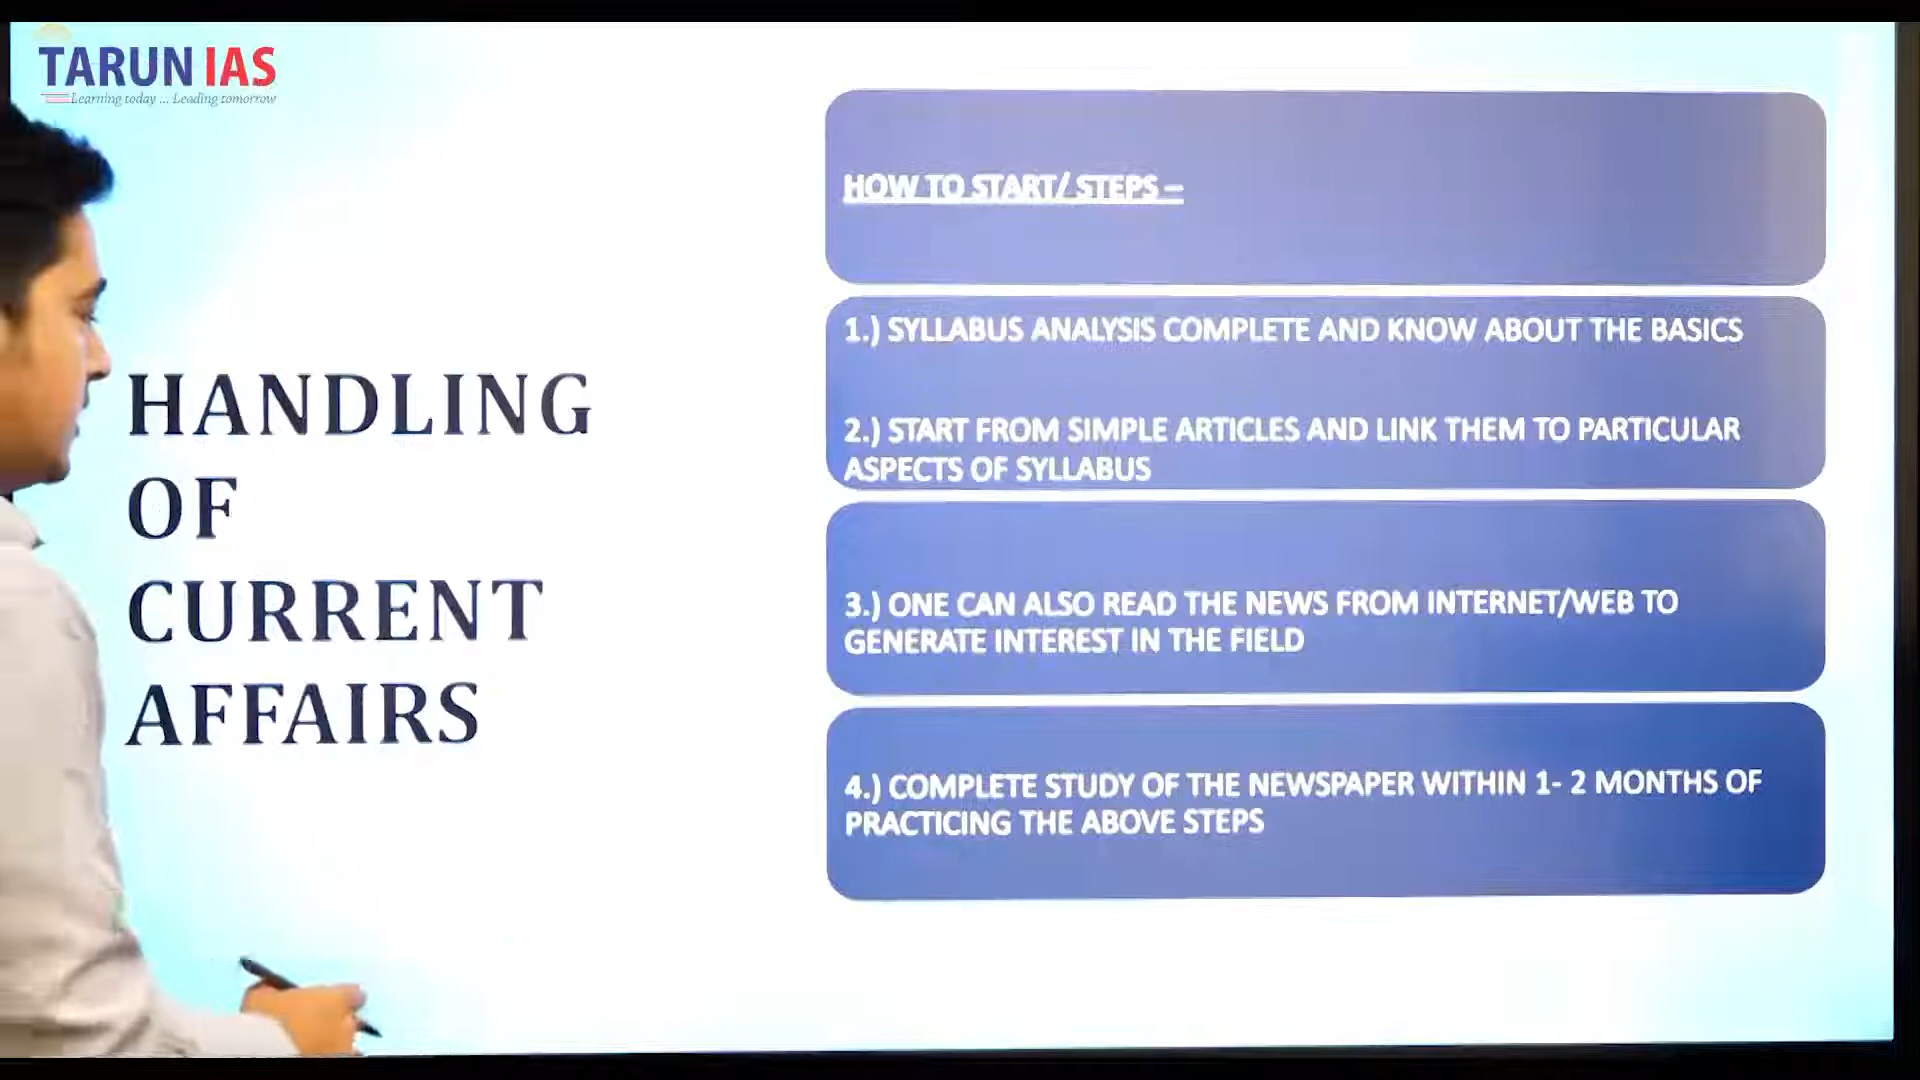 TARUN IAS
Learning today ... Leading tomorrow
HANDLING
OF
CURRENT
AFFAIRS
HOW TO START/ STEPS –
1.) SYLLABUS ANALYSIS COMPLETE AND KNOW ABOUT THE BASICS
2.) START FROM SIMPLE ARTICLES AND LINK THEM TO PARTICULAR
ASPECTS OF SYLLABUS
3.) ONE CAN ALSO READ THE NEWS FROM INTERNET/WEB TO
GENERATE INTEREST IN THE FIELD
4.) COMPLETE STUDY OF THE NEWSPAPER WITHIN 1- 2 MONTHS OF
PRACTICING THE ABOVE STEPS